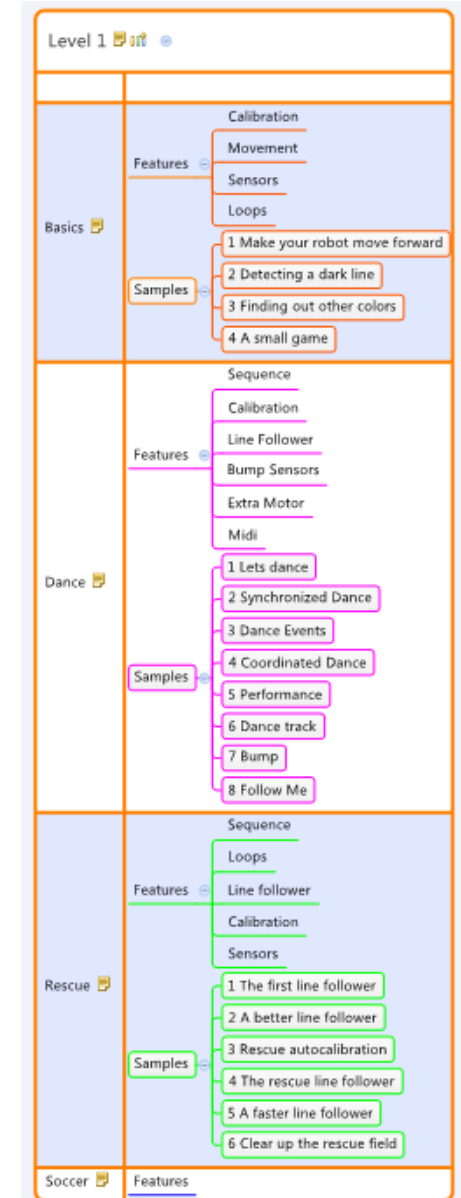 Level 1
Basics
Features
Calibration
Movement
Sensors
Loops
Samples
1 Make your robot move forward
2 Detecting a dark line
3 Finding out other colors
4 A small game
Dance
Features
Sequence
Calibration
Line Follower
Bump Sensors
Extra Motor
Midi
Samples
1 Lets dance
2 Synchronized Dance
3 Dance Events
4 Coordinated Dance
5 Performance
6 Dance track
7 Bump
8 Follow Me
Rescue
Features
Sequence
Loops
Line follower
Calibration
Sensors
Samples
1 The first line follower
2 A better line follower
3 Rescue autocalibration
4 The rescue line follower
5 A faster line follower
6 Clear up the rescue field
Soccer
Features